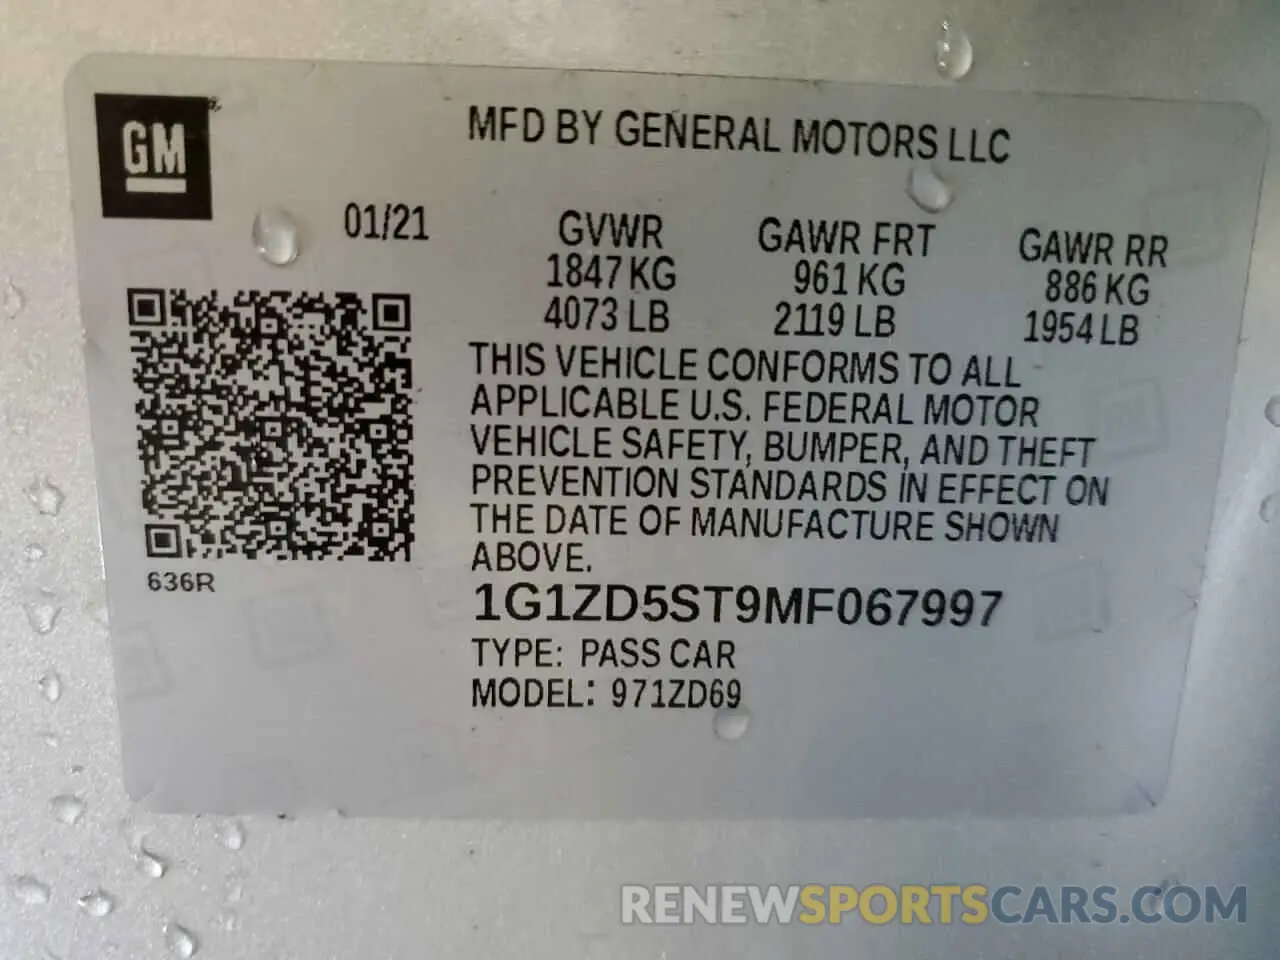 GM
MFD BY GENERAL MOTORS LLC
01/21
GVWR
1847 KG
4073 LB
GAWR FRT
961 KG
2119 LB
GAWR RR
886 KG
1954 LB
THIS VEHICLE CONFORMS TO ALL
APPLICABLE U.S. FEDERAL MOTOR
VEHICLE SAFETY, BUMPER, AND THEFT
PREVENTION STANDARDS IN EFFECT ON
THE DATE OF MANUFACTURE SHOWN
ABOVE.
636R
1G1ZD5ST9MF067997
TYPE: PASS CAR
MODEL: 971ZD69
RENEWSPORTSCARS.COM